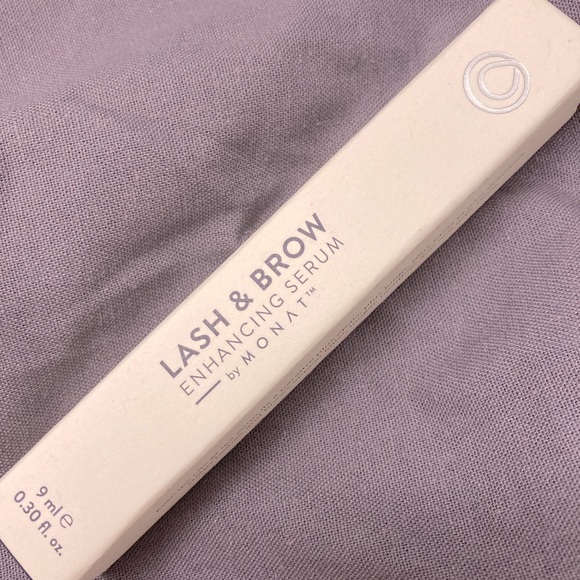 LASH & BROW
ENHANCING SERUM
by MONAT™
9 ml ℮
0.30 fl. oz.